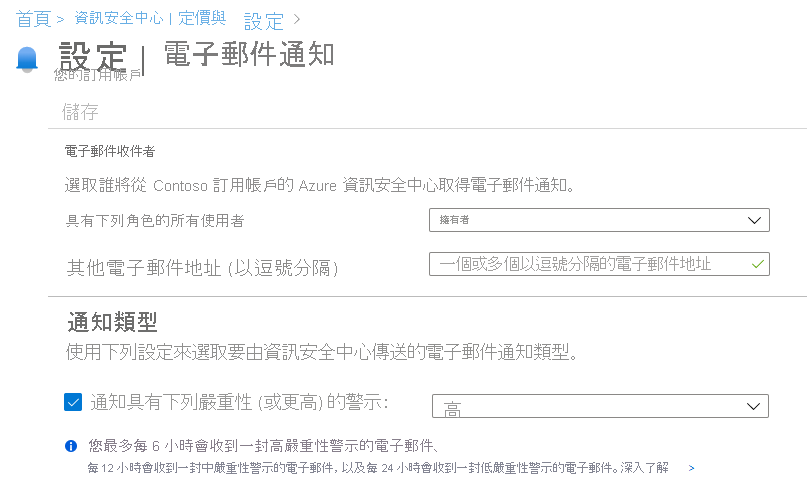 首頁 > 資訊安全中心 | 定價與 設定 >
設定 | 電子郵件通知
您的訂用帳戶
儲存
電子郵件收件者
選取誰將從 Contoso 訂用帳戶的 Azure 資訊安全中心取得電子郵件通知。
具有下列角色的所有使用者 擁有者
其他電子郵件地址 (以逗號分隔) 一個或多個以逗號分隔的電子郵件地址
通知類型
使用下列設定來選取要由資訊安全中心傳送的電子郵件通知類型。
通知具有下列嚴重性 (或更高) 的警示: 高
您最多每 6 小時會收到一封高嚴重性警示的電子郵件、
每 12 小時會收到一封中嚴重性警示的電子郵件，以及每 24 小時會收到一封低嚴重性警示的電子郵件。深入了解 >